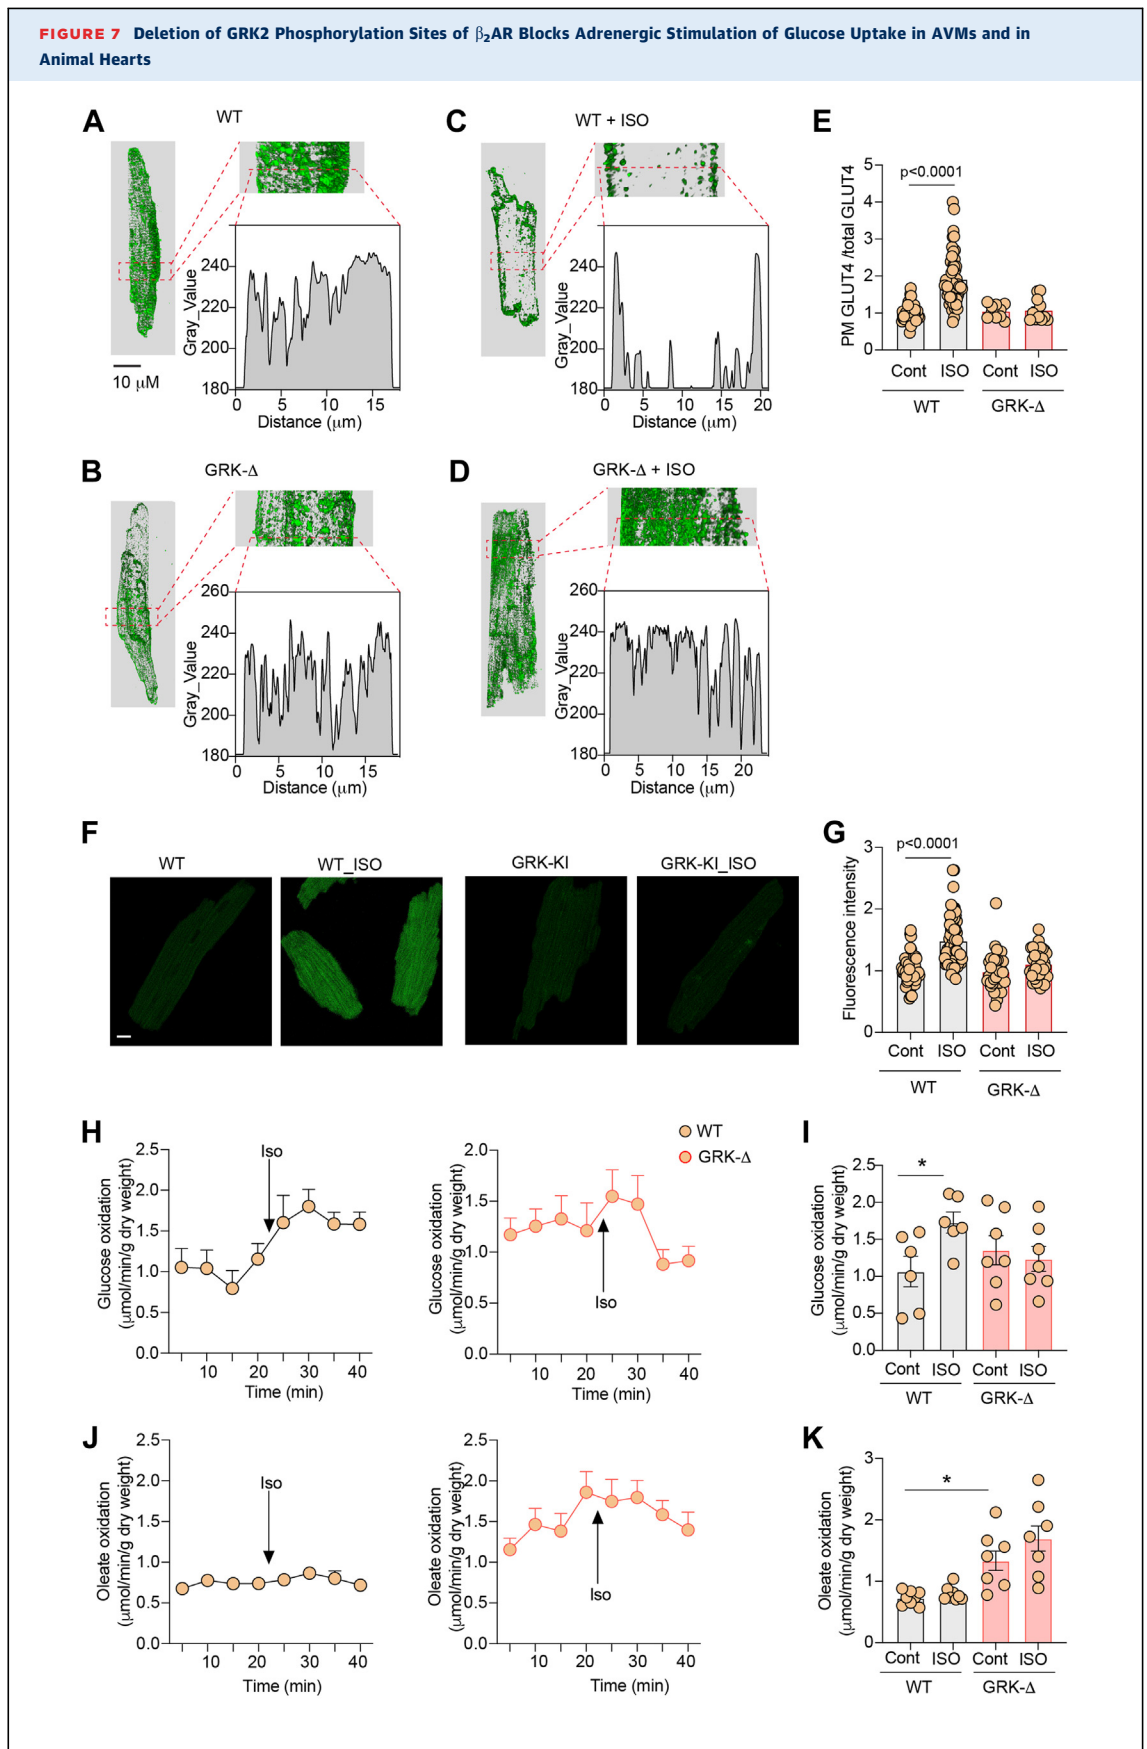 FIGURE 7 Deletion of GRK2 Phosphorylation Sites of β₂AR Blocks Adrenergic Stimulation of Glucose Uptake in AVMs and in
Animal Hearts
A
WT
10 μM
Gray_Value
240
220
200
180
0 5 10 15
Distance (μm)
C
WT + ISO
Gray_Value
240
220
200
180
0 5 10 15 20
Distance (μm)
E
PM GLUT4 /total GLUT4
5
4
3
2
1
0
p<0.0001
Cont ISO Cont ISO
WT GRK-Δ
B
GRK-Δ
Gray_Value
260
240
220
200
180
0 5 10 15
Distance (μm)
D
GRK-Δ + ISO
Gray_Value
260
240
220
200
180
0 5 10 15 20
Distance (μm)
F
WT WT_ISO GRK-KI GRK-KI_ISO
G
Fluorescence intensity
3
2
1
0
p<0.0001
Cont ISO Cont ISO
WT GRK-Δ
H
Glucose oxidation
(μmol/min/g dry weight)
2.5
2.0
1.5
1.0
0.5
0.0
Iso
10 20 30 40
Time (min)
Glucose oxidation
(μmol/min/g dry weight)
2.0
1.5
1.0
0.5
0.0
Iso
10 20 30 40
Time (min)
WT
GRK-Δ
I
Glucose oxidation
(μmol/min/g dry weight)
2.5
2.0
1.5
1.0
0.5
0.0
*
Cont ISO Cont ISO
WT GRK-Δ
J
Oleate oxidation
(μmol/min/g dry weight)
2.5
2.0
1.5
1.0
0.5
0.0
Iso
10 20 30 40
Time (min)
Oleate oxidation
(μmol/min/g dry weight)
2.5
2.0
1.5
1.0
0.5
0.0
Iso
10 20 30 40
Time (min)
K
Oleate oxidation
(μmol/min/g dry weight)
3
2
1
0
*
Cont ISO Cont ISO
WT GRK-Δ